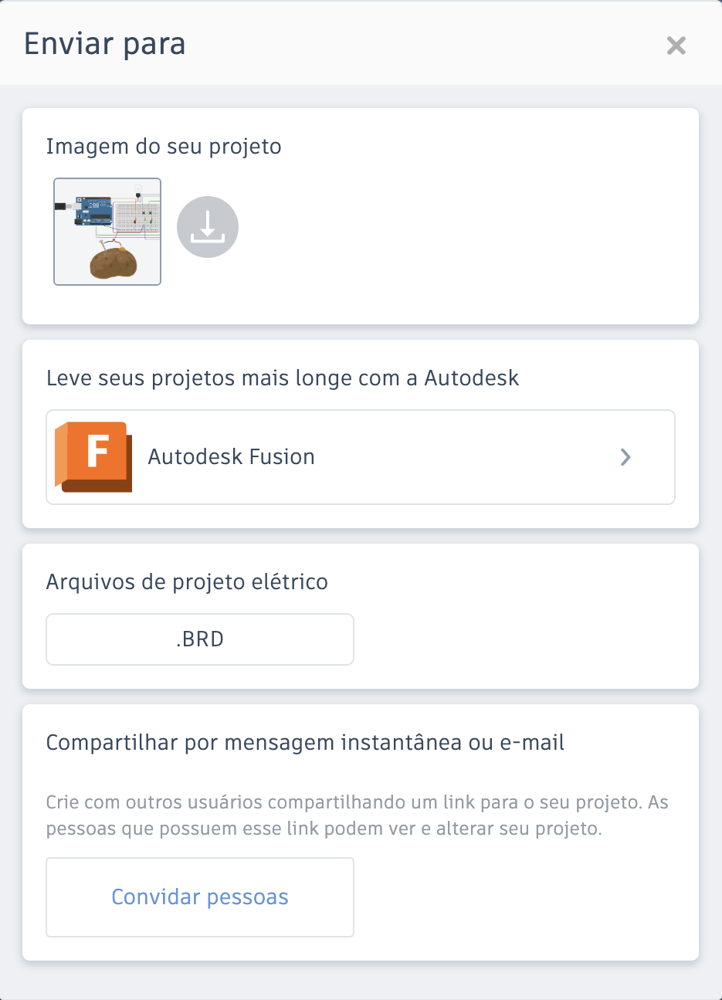 Enviar para
Imagem do seu projeto
Leve seus projetos mais longe com a Autodesk
F
Autodesk Fusion
Arquivos de projeto elétrico
.BRD
Compartilhar por mensagem instantânea ou e-mail
Crie com outros usuários compartilhando um link para o seu projeto. As
pessoas que possuem esse link podem ver e alterar seu projeto.
Convidar pessoas